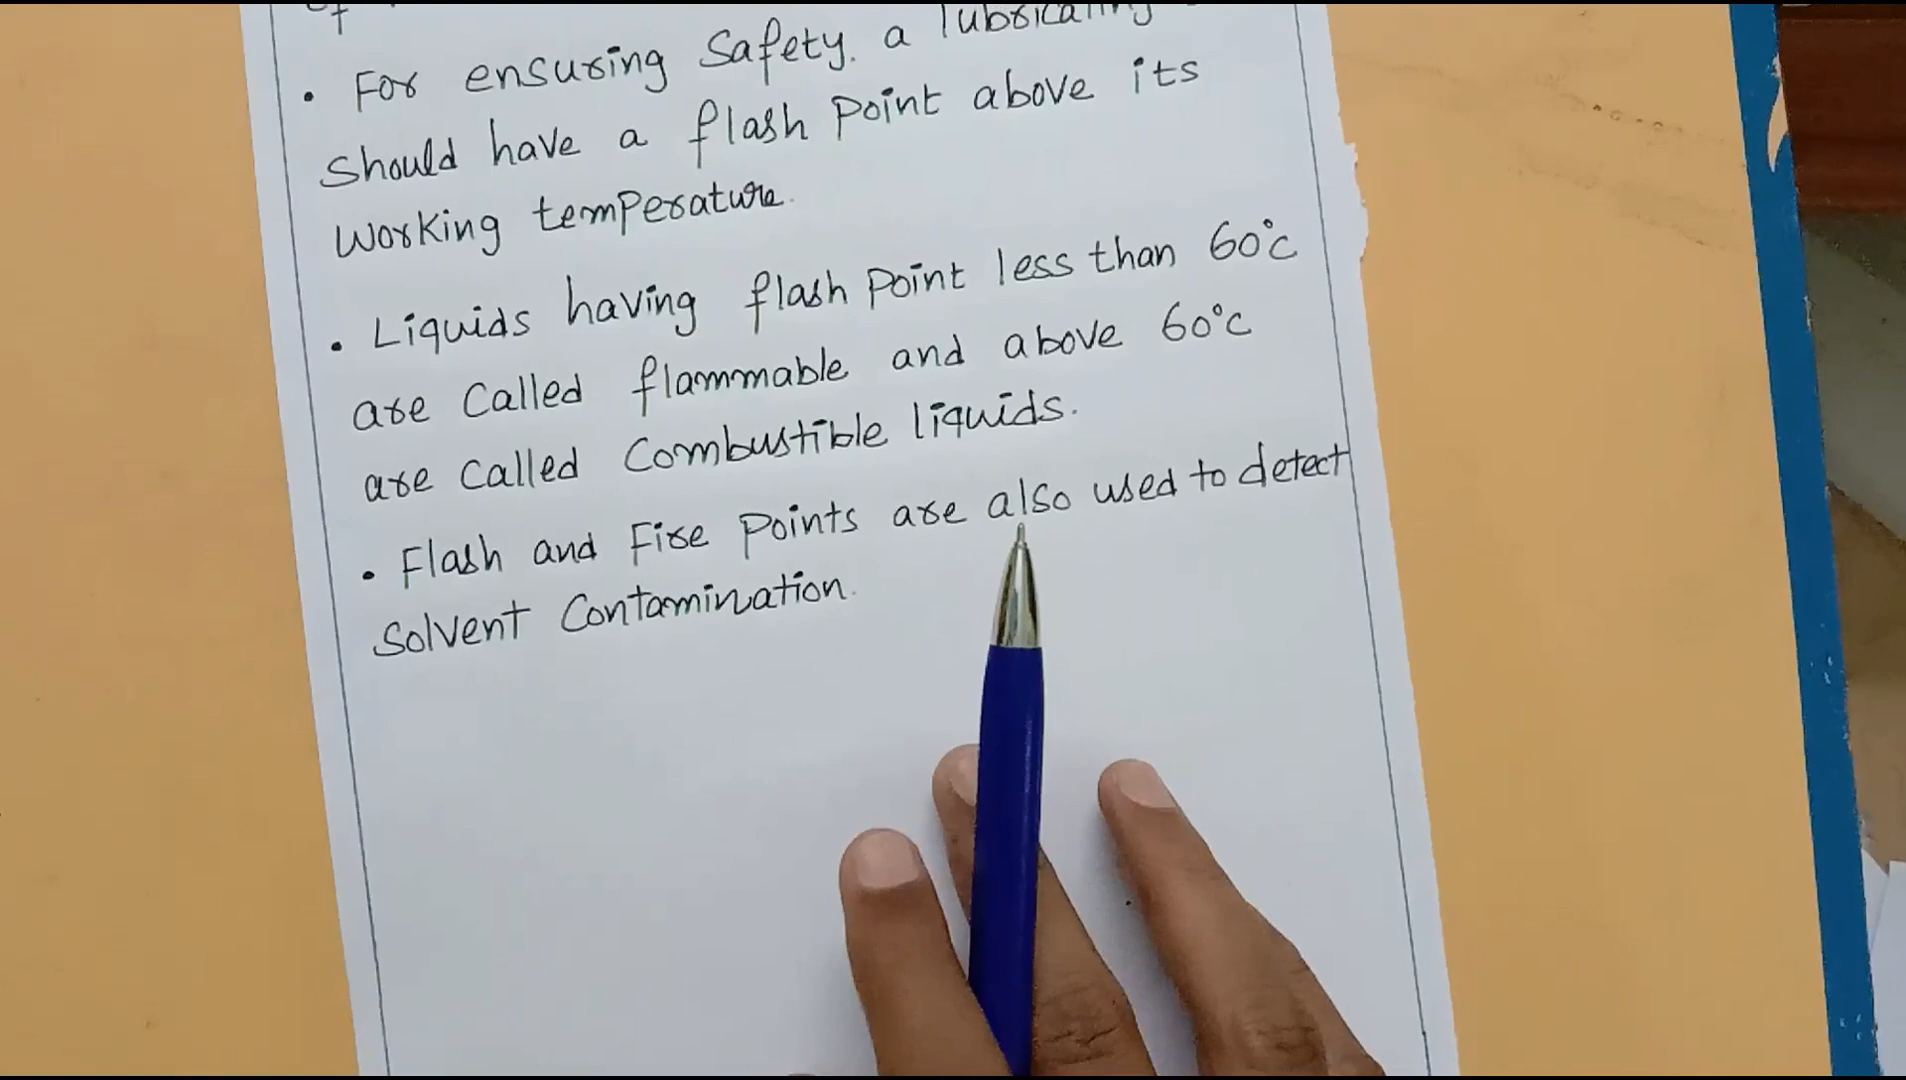 • For ensuring Safety. a lubricating
should have a flash point above its
working temperature.
• Liquids having flash point less than 60°c
are called flammable and above 60°c
are called Combustible liquids.
• Flash and Fire points are also used to detect
Solvent Contamination.